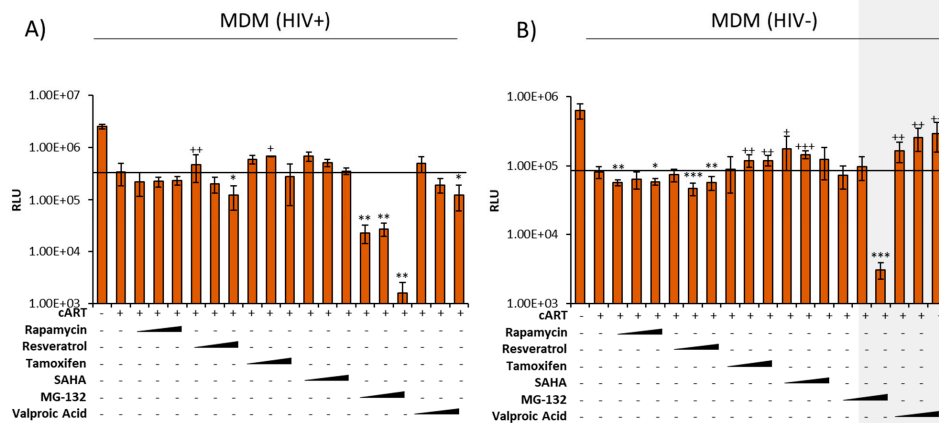 A)
MDM (HIV+)
1.00E+07
1.00E+06
1.00E+05
1.00E+04
1.00E+03
RLU
++ * + ** ** ** *
cART - + + + + + + + + + + + + + + + + + + +
Rapamycin - - - - - - - - - - - - - - - - -
Resveratrol - - - - - - - - - - - - - - - - -
Tamoxifen - - - - - - - - - - - - - - - - -
SAHA - - - - - - - - - - - - - - - - -
MG-132 - - - - - - - - - - - - - - - - -
Valproic Acid - - - - - - - - - - - - - - - - -
B)
MDM (HIV-)
1.00E+06
1.00E+05
1.00E+04
1.00E+03
RLU
** * *** ** ++ ++ + +++ *** ++ ++
cART - + + + + + + + + + + + + + + + + + + +
Rapamycin - - - - - - - - - - - - - - - - -
Resveratrol - - - - - - - - - - - - - - - - -
Tamoxifen - - - - - - - - - - - - - - - - -
SAHA - - - - - - - - - - - - - - - - -
MG-132 - - - - - - - - - - - - - - - - -
Valproic Acid - - - - - - - - - - - - - - - - -